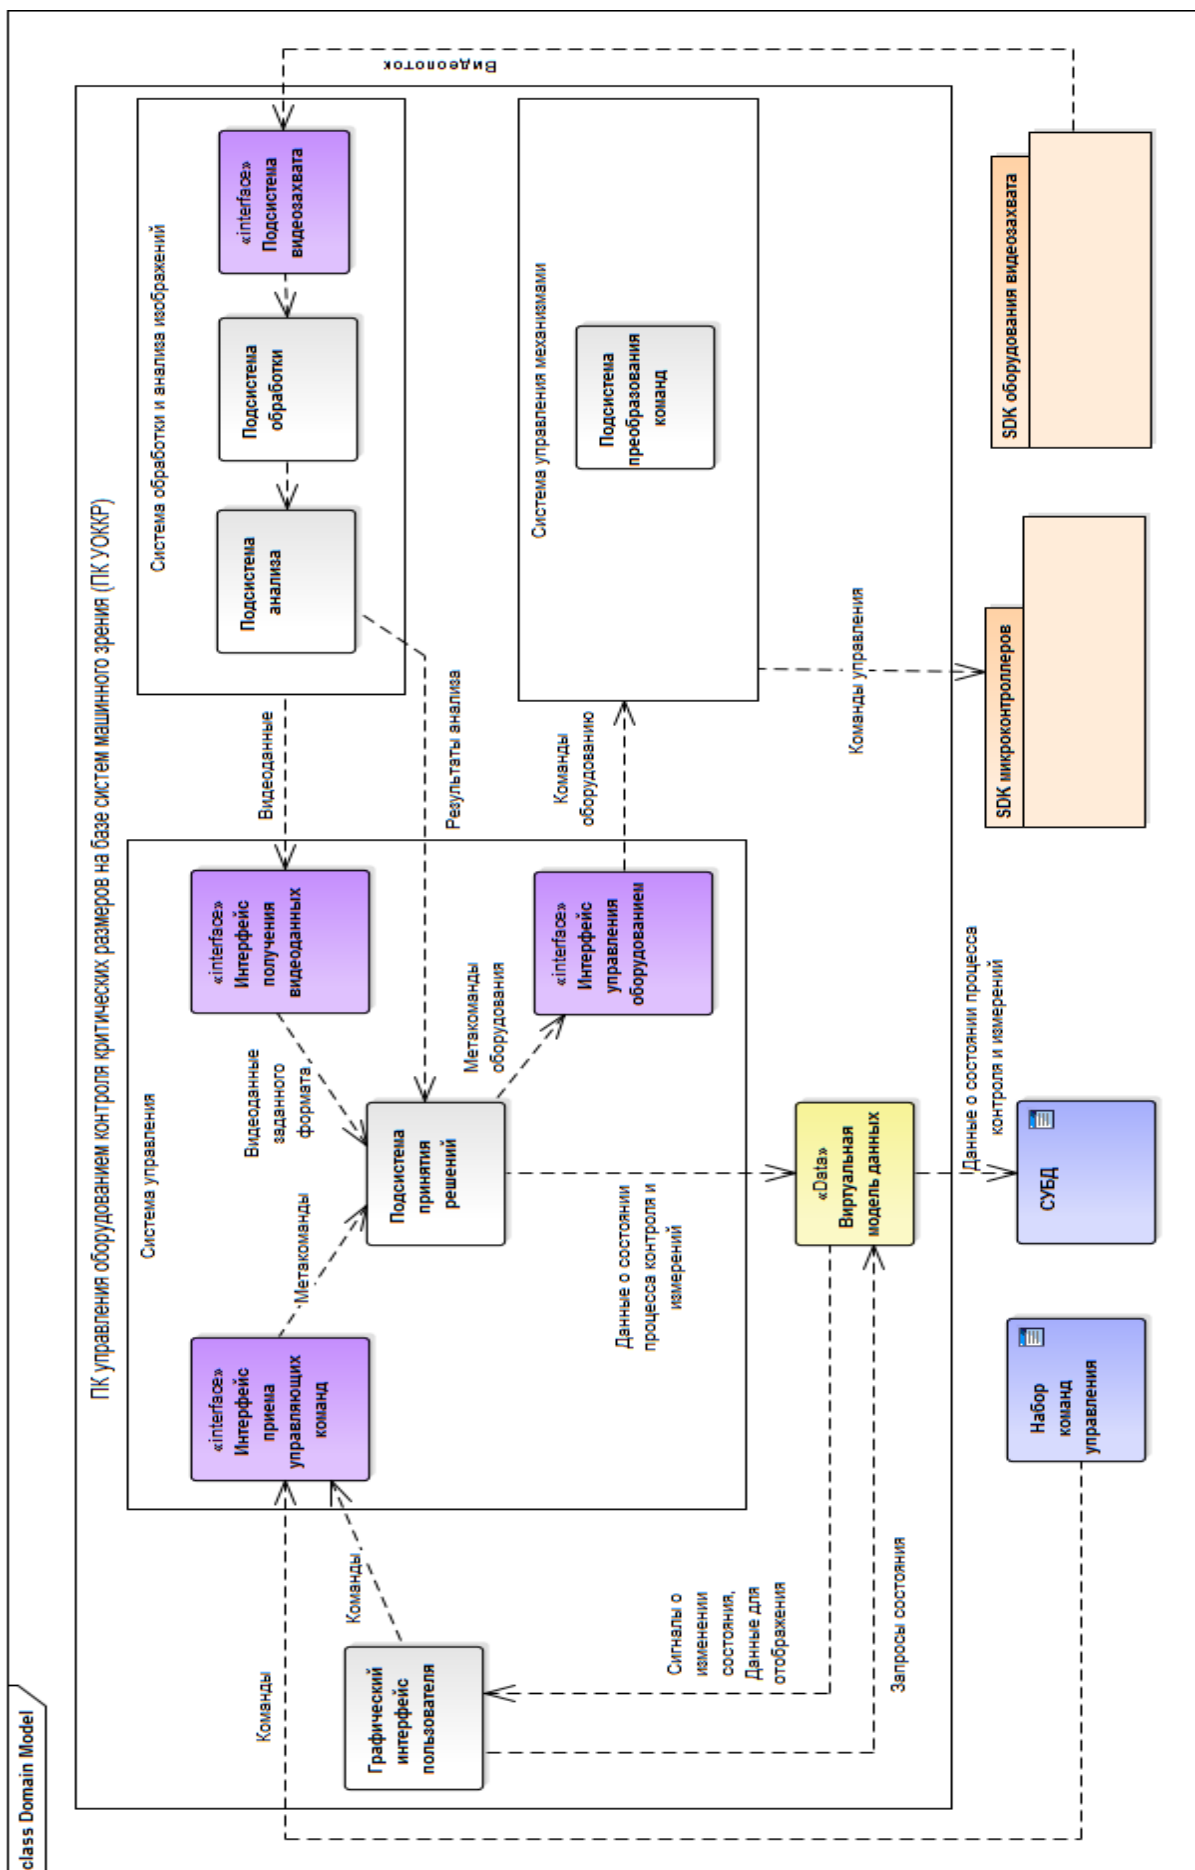 class Domain Model
ПК управления оборудованием контроля критических размеров на базе систем машинного зрения (ПК УОККР)
Команды
Графический
интерфейс
пользователя
Команды
Сигналы о
изменении
состояния,
Данные для
отображения
Запросы состояния
Система управления
«interface»
Интерфейс
приема
управляющих
команд
Метакоманды
«interface»
Интерфейс
получения
видеоданных
Видеоданные
заданного
формата
Подсистема
принятия
решений
Метакоманды
оборудования
«interface»
Интерфейс
управления
оборудованием
Данные о состоянии
процесса контроля и
измерений
«Data»
Виртуальная
модель данных
Данные о состоянии процесса
контроля и измерений
Набор
команд
управления
СУБД
Видеоданные
Результаты анализа
Команды
оборудованию
Система обработки и анализа изображений
Подсистема
анализа
Подсистема
обработки
«interface»
Подсистема
видеозахвата
Видеопоток
Система управления механизмами
Подсистема
преобразования
команд
Команды управления
SDK микроконтроллеров
SDK оборудования видеозахвата